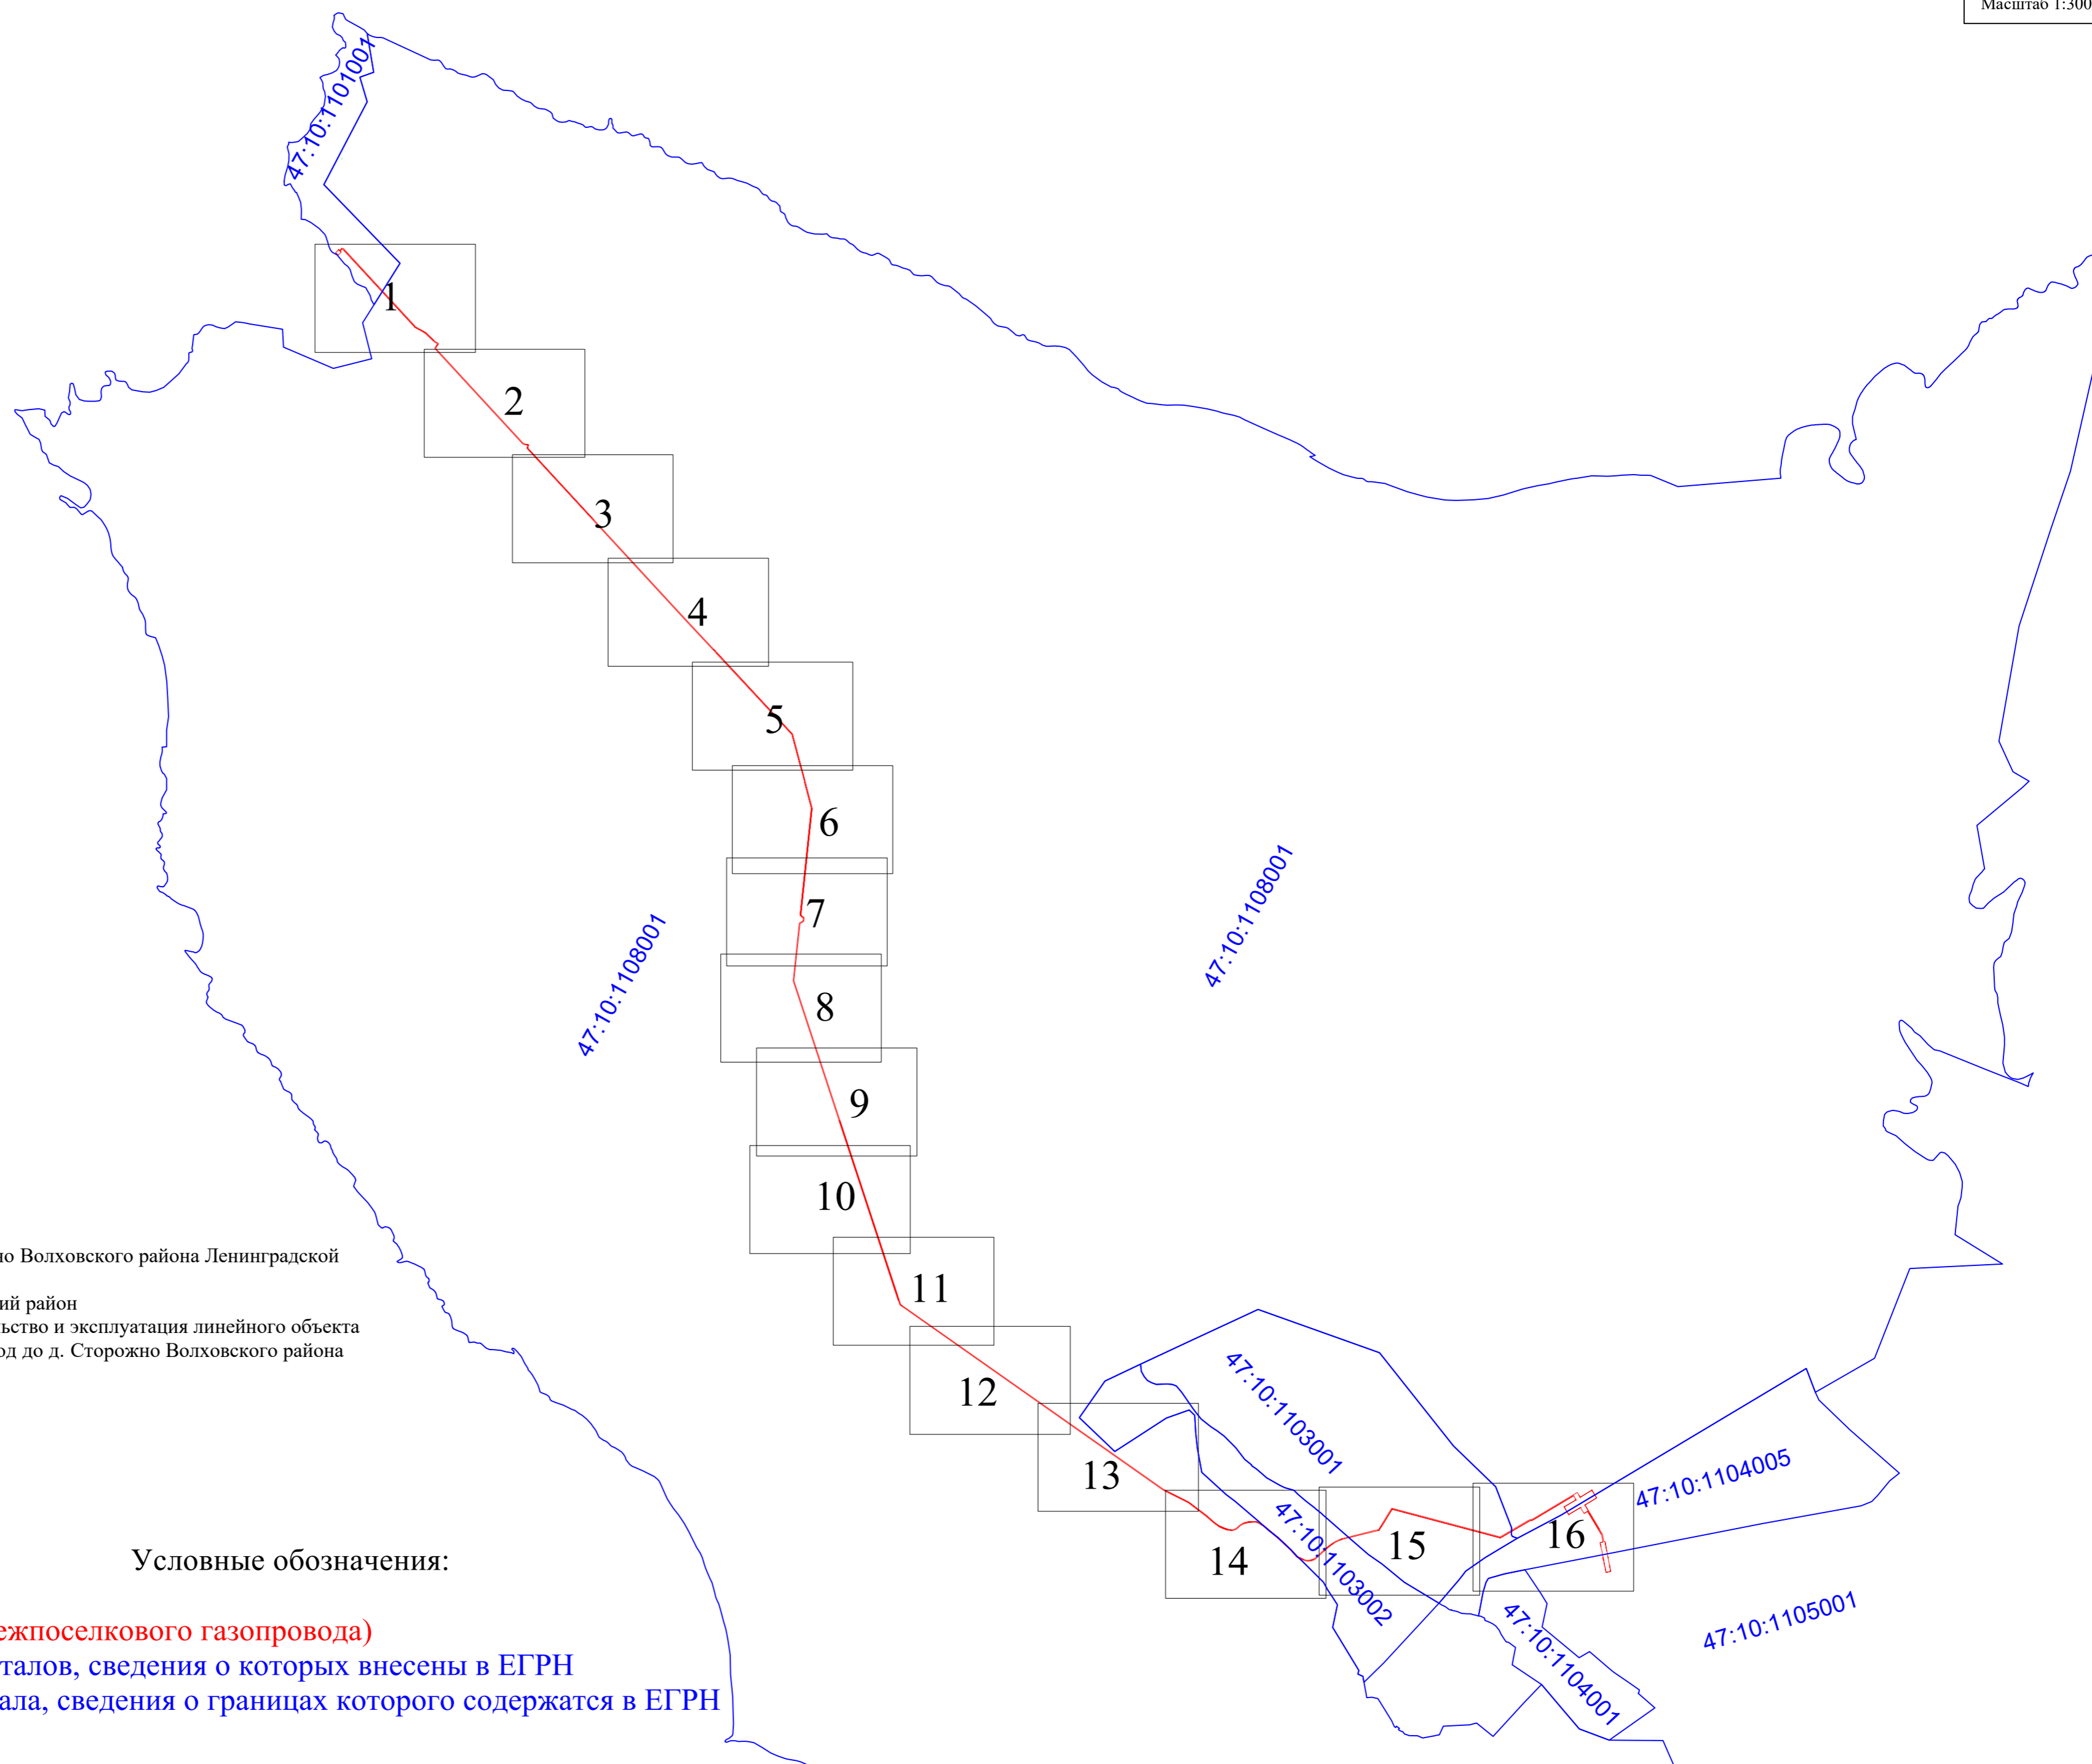 Масштаб 1:300
47:10:1101001
1
2
3
4
5
6
7
8
9
10
11
12
13
14
15
16
47:10:1108001
47:10:1108001
47:10:1103001
47:10:1103002
47:10:1104005
47:10:1105001
47:10:1104001
но Волховского района Ленинградской
ий район
льство и эксплуатация линейного объекта
од до д. Сторожно Волховского района
Условные обозначения:
ежпоселкового газопровода)
талов, сведения о которых внесены в ЕГРН
ала, сведения о границах которого содержатся в ЕГРН